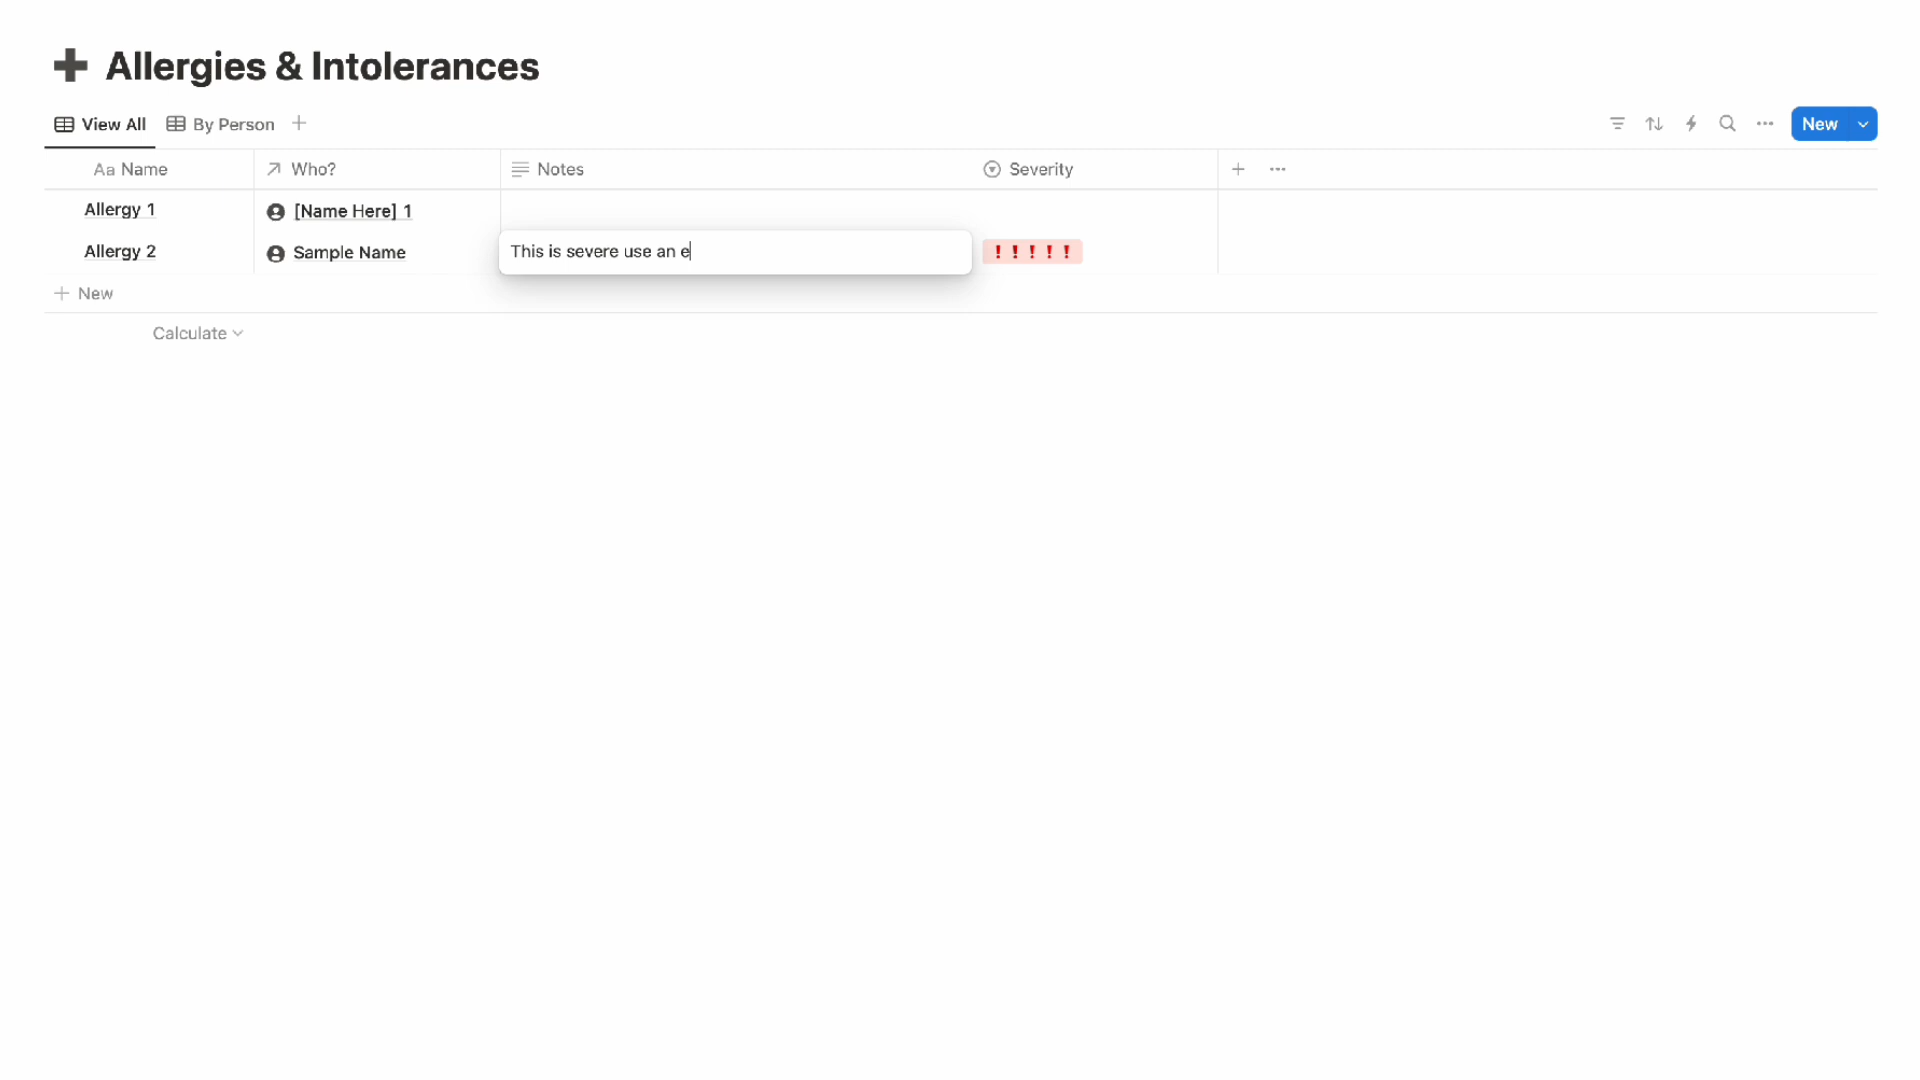 Allergies & Intolerances
View All By Person New
Aa Name Who? Notes Severity
Allergy 1 [Name Here] 1
Allergy 2 Sample Name This is severe use an e !!!!!
New
Calculate